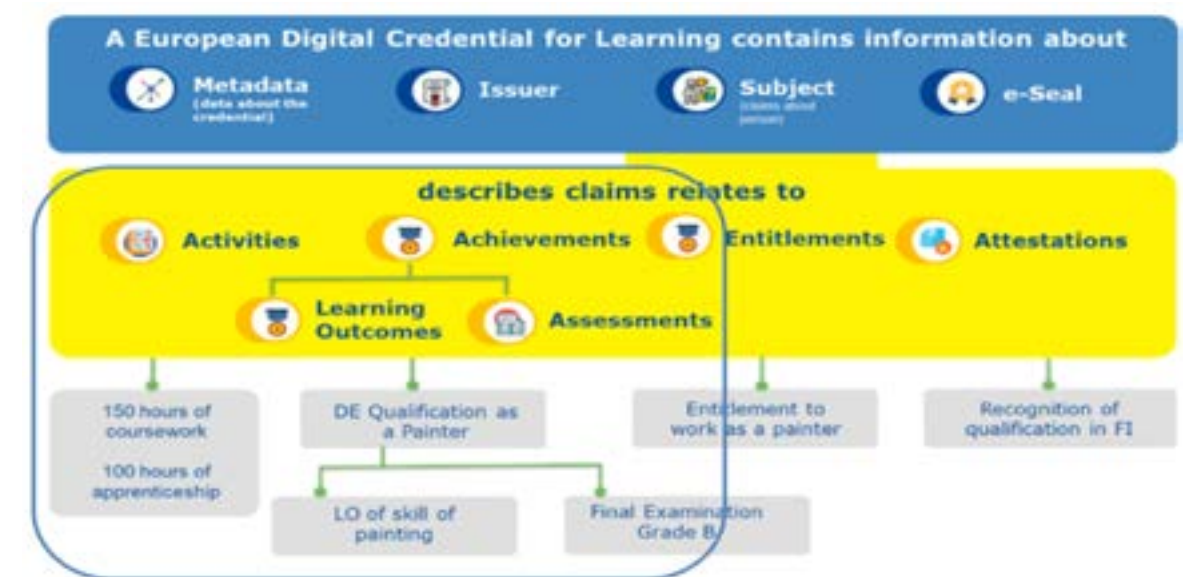 A European Digital Credential for Learning contains information about
Metadata
(data about the
credential)
Issuer
Subject
(claims about
person)
e-Seal
describes claims relates to
Activities
Achievements
Entitlements
Attestations
Learning
Outcomes
Assessments
150 hours of
coursework
100 hours of
apprenticeship
DE Qualification as
a Painter
Entitlement to
work as a painter
Recognition of
qualification in FI
LO of skill of
painting
Final Examination
Grade B